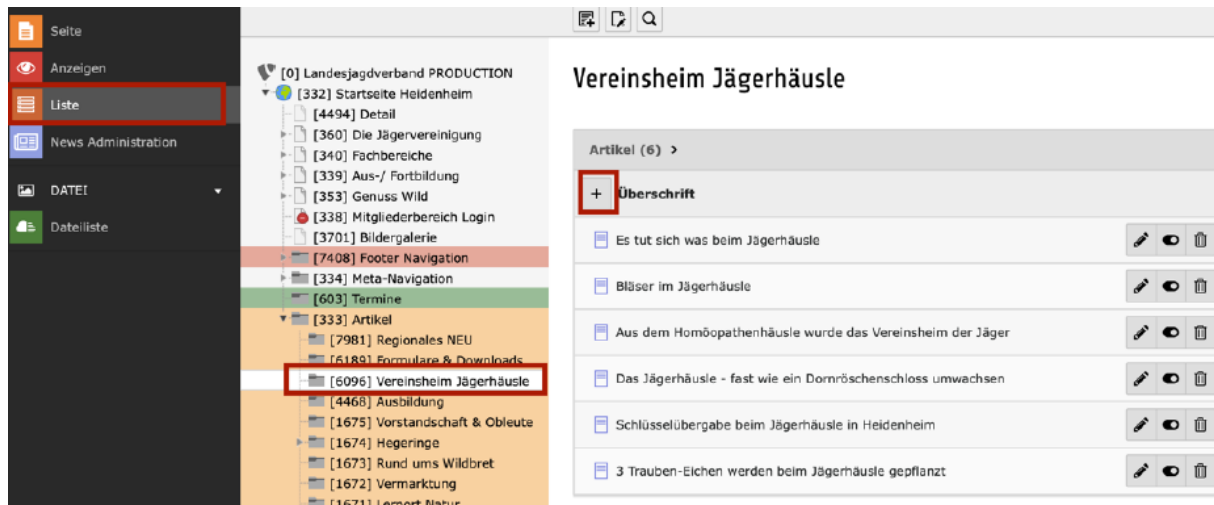 Seite
Anzeigen
Liste
News Administration
DATEI
Dateiliste
[0] Landesjagdverband PRODUCTION
[332] Startseite Heidenheim
[4494] Detail
[360] Die Jägervereinigung
[340] Fachbereiche
[339] Aus-/ Fortbildung
[353] Genuss Wild
[338] Mitgliederbereich Login
[3701] Bildergalerie
[7408] Footer Navigation
[334] Meta-Navigation
[603] Termine
[333] Artikel
[7981] Regionales NEU
[6189] Formulare & Downloads
[6096] Vereinsheim Jägerhäusle
[4468] Ausbildung
[1675] Vorstandschaft & Obleute
[1674] Hegeringe
[1673] Rund ums Wildbret
[1672] Vermarktung
[1671] Lernort Natur
Vereinsheim Jägerhäusle
Artikel (6) >
+ Überschrift
Es tut sich was beim Jägerhäusle
Bläser im Jägerhäusle
Aus dem Homöopathenhäusle wurde das Vereinsheim der Jäger
Das Jägerhäusle - fast wie ein Dornröschenschloss umwachsen
Schlüsselübergabe beim Jägerhäusle in Heidenheim
3 Trauben-Eichen werden beim Jägerhäusle gepflanzt